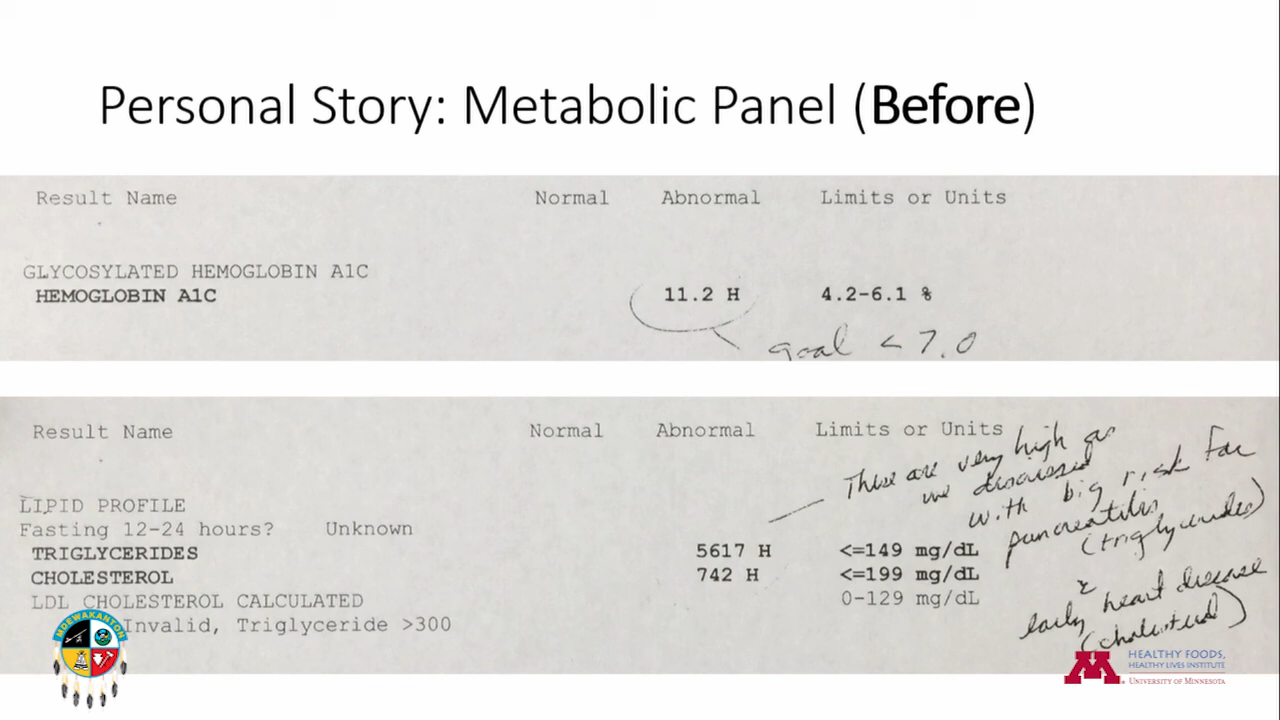 Personal Story: Metabolic Panel (Before)
Result Name Normal Abnormal Limits or Units
GLYCOSYLATED HEMOGLOBIN A1C
HEMOGLOBIN A1C 11.2 H 4.2-6.1 %
goal < 7.0
Result Name Normal Abnormal Limits or Units
These are very high as
we discussed
with big risk for
pancreatitis
(triglycerides)
&
early heart disease
(cholesterol)
LIPID PROFILE
Fasting 12-24 hours? Unknown
TRIGLYCERIDES 5617 H <=149 mg/dL
CHOLESTEROL 742 H <=199 mg/dL
LDL CHOLESTEROL CALCULATED 0-129 mg/dL
Invalid, Triglyceride >300
MDEWAKANTON
HEALTHY FOODS,
HEALTHY LIVES INSTITUTE
UNIVERSITY OF MINNESOTA